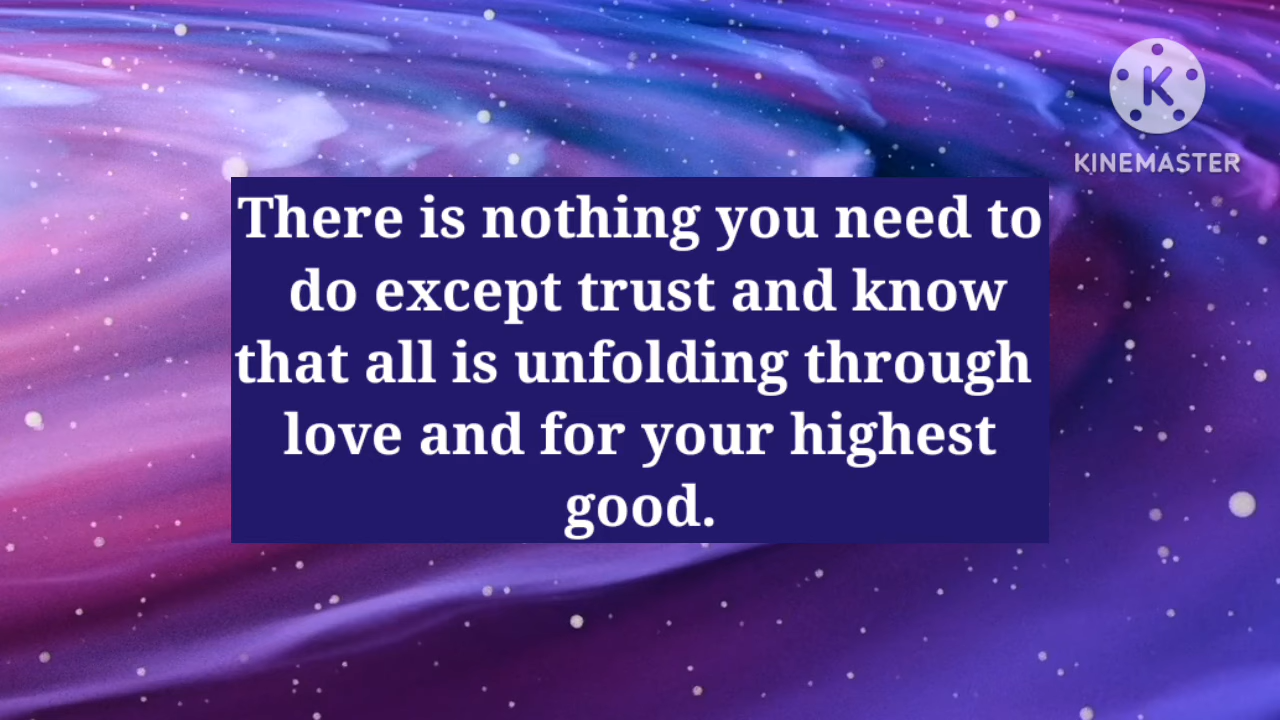 KINEMASTER
There is nothing you need to
do except trust and know
that all is unfolding through
love and for your highest
good.